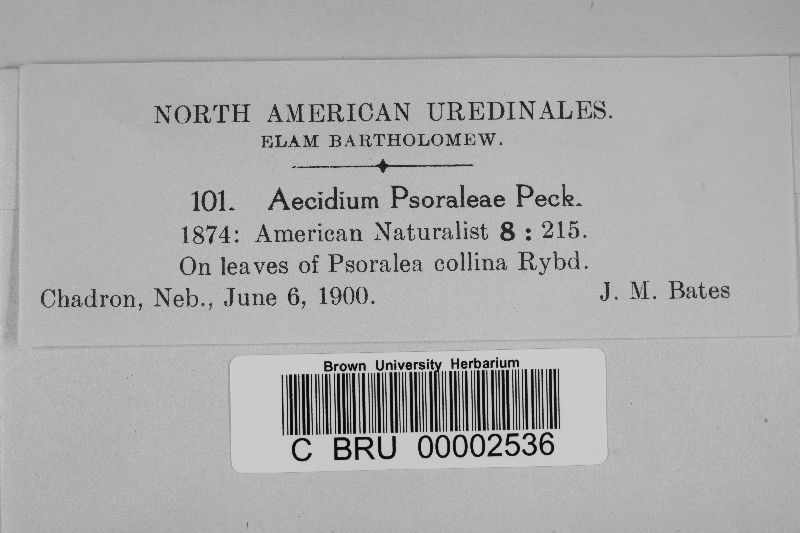 NORTH AMERICAN UREDINALES.
ELAM BARTHOLOMEW.
101. Aecidium Psoraleae Peck.
1874: American Naturalist 8 : 215.
On leaves of Psoralea collina Rybd.
Chadron, Neb., June 6, 1900. J. M. Bates
Brown University Herbarium
C BRU 00002536